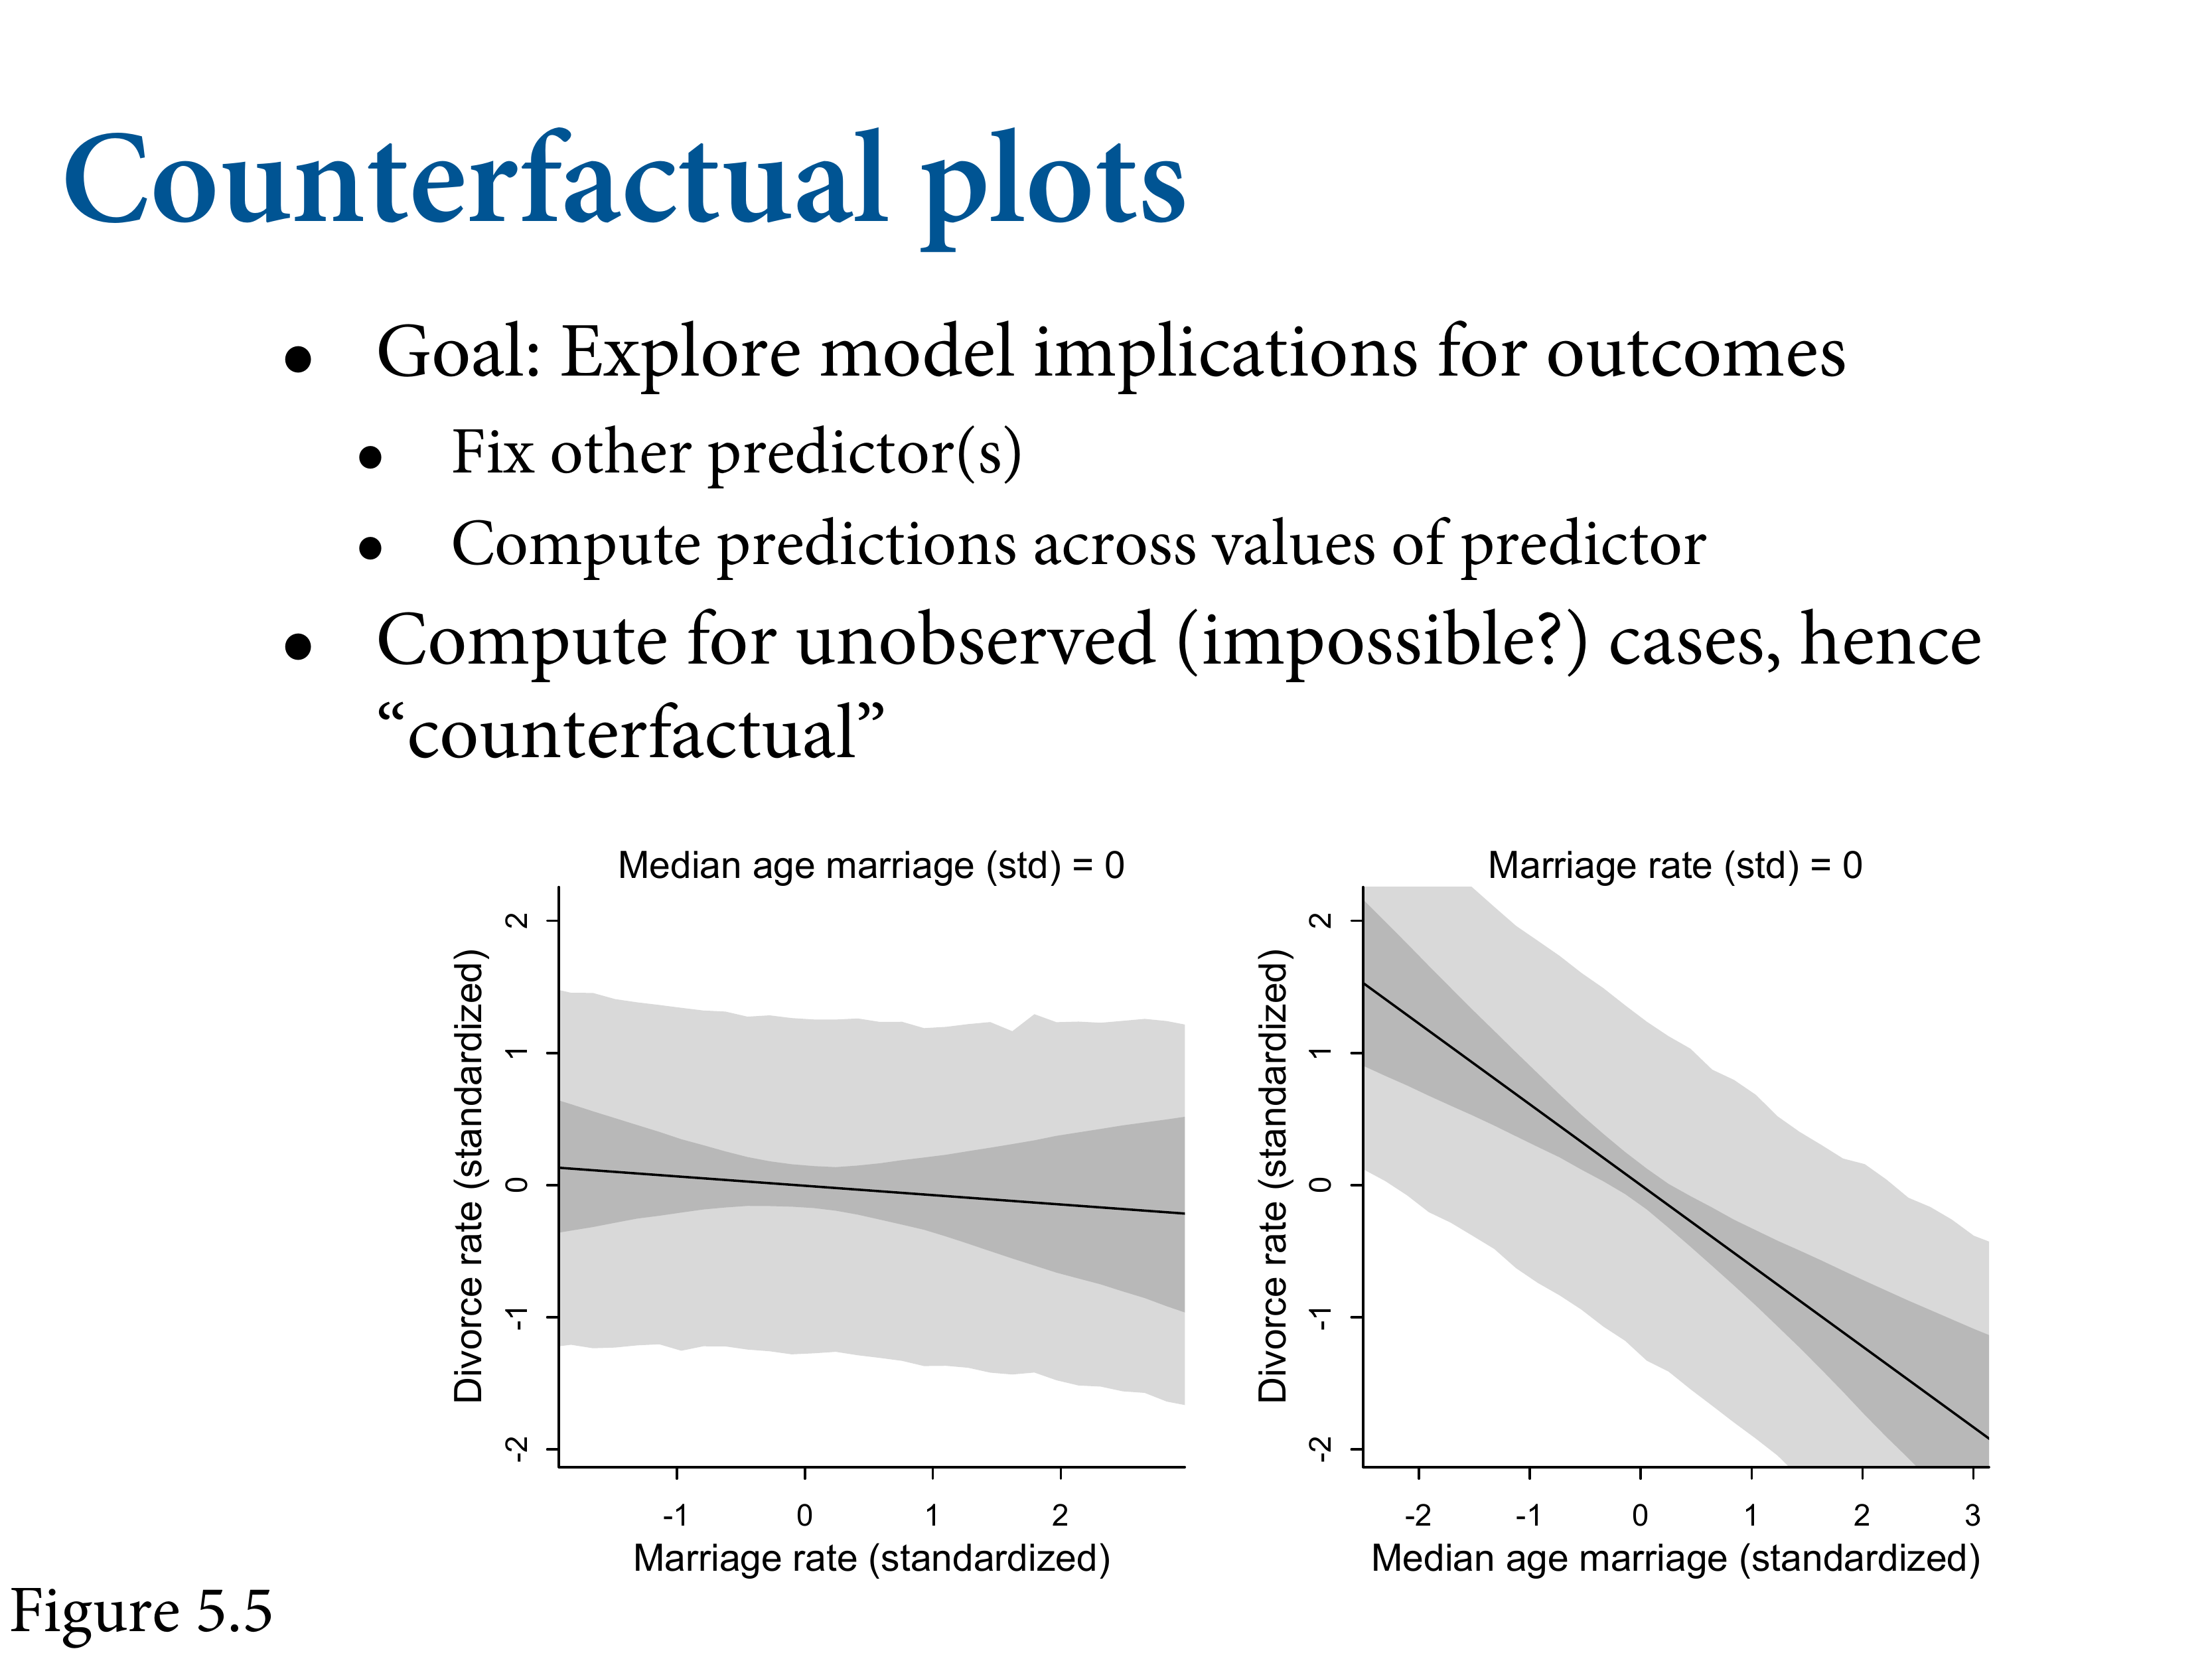 Counterfactual plots
• Goal: Explore model implications for outcomes
• Fix other predictor(s)
• Compute predictions across values of predictor
• Compute for unobserved (impossible?) cases, hence
“counterfactual”
Median age marriage (std) = 0
Divorce rate (standardized)
2
1
0
-1
-2
-1 0 1 2
Marriage rate (standardized)
Marriage rate (std) = 0
Divorce rate (standardized)
2
1
0
-1
-2
-2 -1 0 1 2 3
Median age marriage (standardized)
Figure 5.5